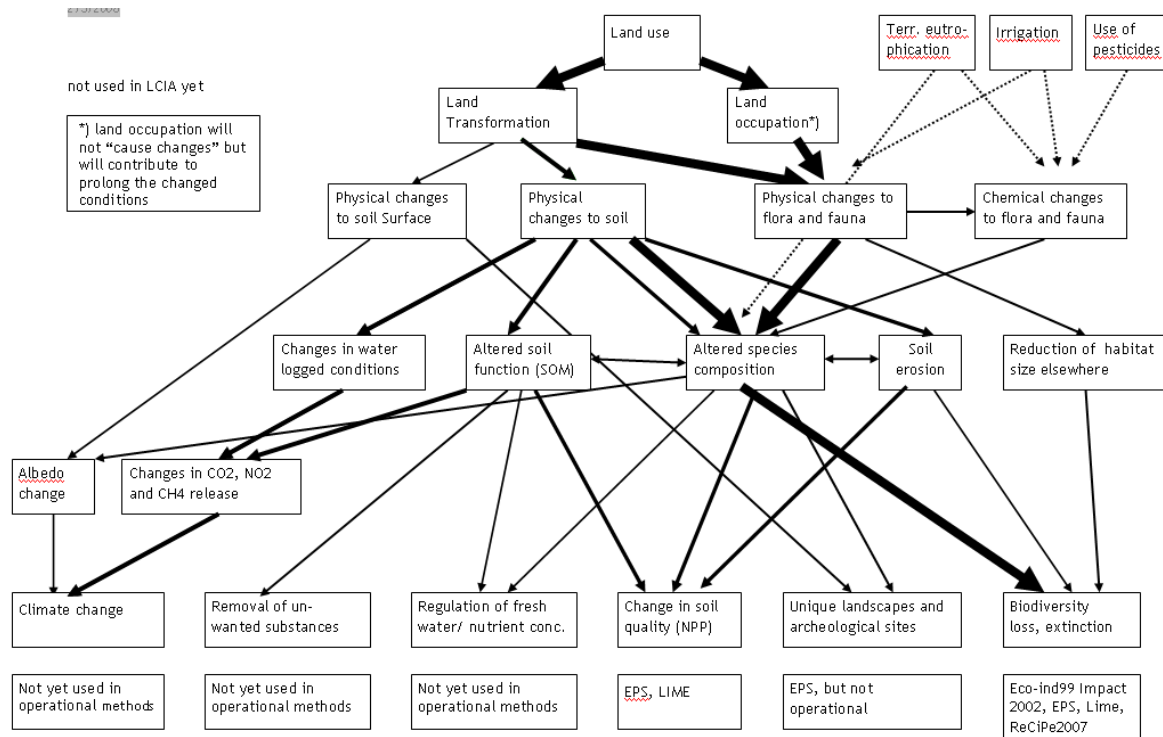 Land use
Terr. eutro-
phication
Irrigation
Use of
pesticides
not used in LCIA yet
*) land occupation will
not “cause changes” but
will contribute to
prolong the changed
conditions
Land
Transformation
Land
occupation*)
Physical changes
to soil Surface
Physical
changes to soil
Physical changes to
flora and fauna
Chemical changes
to flora and fauna
Changes in water
logged conditions
Altered soil
function (SOM)
Altered species
composition
Soil
erosion
Reduction of habitat
size elsewhere
Albedo
change
Changes in CO2, NO2
and CH4 release
Climate change
Removal of un-
wanted substances
Regulation of fresh
water/ nutrient conc.
Change in soil
quality (NPP)
Unique landscapes and
archeological sites
Biodiversity
loss, extinction
Not yet used in
operational methods
Not yet used in
operational methods
Not yet used in
operational methods
EPS, LIME
EPS, but not
operational
Eco-ind99 Impact
2002, EPS, Lime,
ReCiPe2007